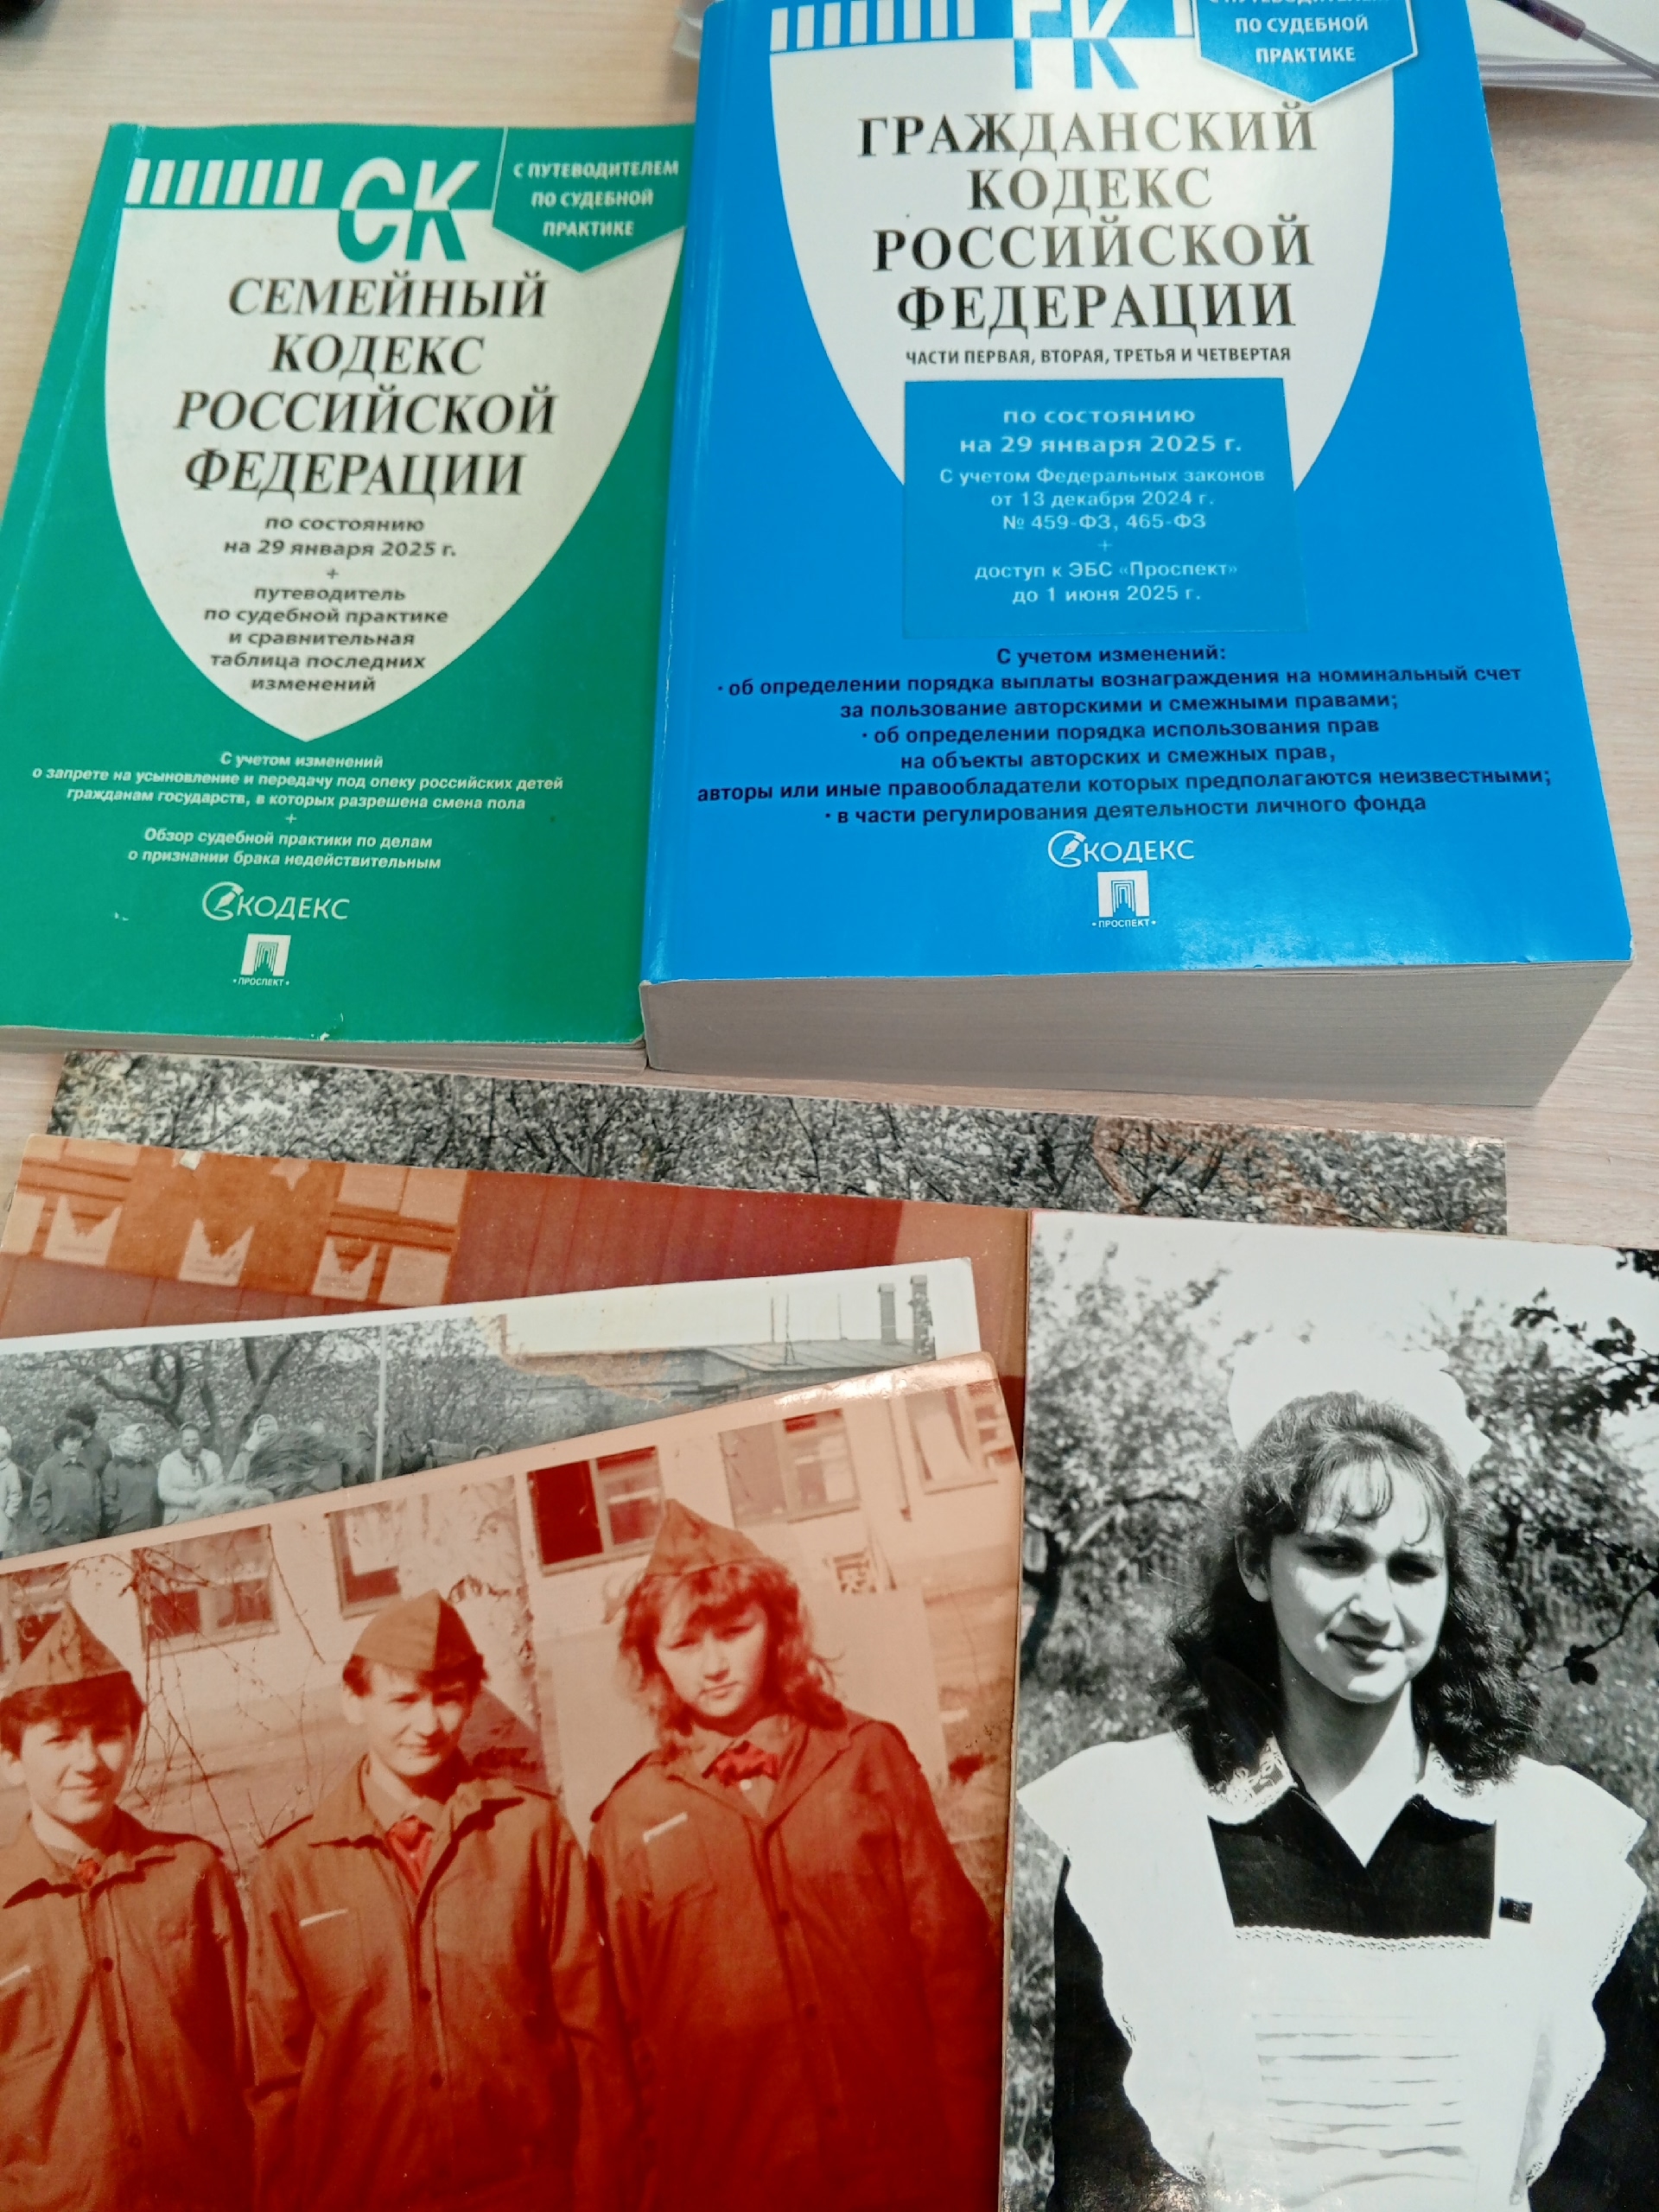 СК
С ПУТЕВОДИТЕЛЕМ
ПО СУДЕБНОЙ
ПРАКТИКЕ
СЕМЕЙНЫЙ
КОДЕКС
РОССИЙСКОЙ
ФЕДЕРАЦИИ
по состоянию
на 29 января 2025 г.
+
путеводитель
по судебной практике
и сравнительная
таблица последних
изменений
С учетом изменений
о запрете на усыновление и передачу под опеку российских детей
гражданам государств, в которых разрешена смена пола
+
Обзор судебной практики по делам
о признании брака недействительным
КОДЕКС
• ПРОСПЕКТ •
ГК
С ПУТЕВОДИТЕЛЕМ
ПО СУДЕБНОЙ
ПРАКТИКЕ
ГРАЖДАНСКИЙ
КОДЕКС
РОССИЙСКОЙ
ФЕДЕРАЦИИ
ЧАСТИ ПЕРВАЯ, ВТОРАЯ, ТРЕТЬЯ И ЧЕТВЕРТАЯ
по состоянию
на 29 января 2025 г.
С учетом Федеральных законов
от 13 декабря 2024 г.
№ 459-ФЗ, 465-ФЗ
+
доступ к ЭБС «Проспект»
до 1 июня 2025 г.
С учетом изменений:
• об определении порядка выплаты вознаграждения на номинальный счет
за пользование авторскими и смежными правами;
• об определении порядка использования прав
на объекты авторских и смежных прав,
авторы или иные правообладатели которых предполагаются неизвестными;
• в части регулирования деятельности личного фонда
КОДЕКС
• ПРОСПЕКТ •